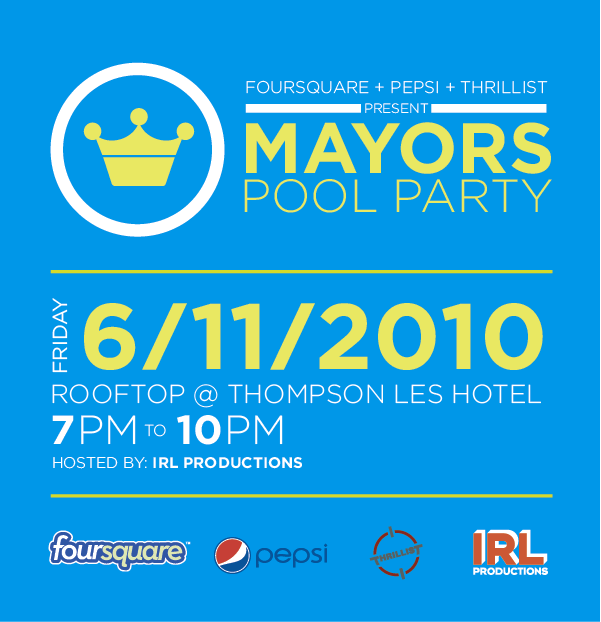 FOURSQUARE + PEPSI + THRILLIST
PRESENT
MAYORS
POOL PARTY
FRIDAY
6/11/2010
ROOFTOP @ THOMPSON LES HOTEL
7PM TO 10PM
HOSTED BY: IRL PRODUCTIONS
foursquare™
pepsi
THRILLIST
IRL
PRODUCTIONS